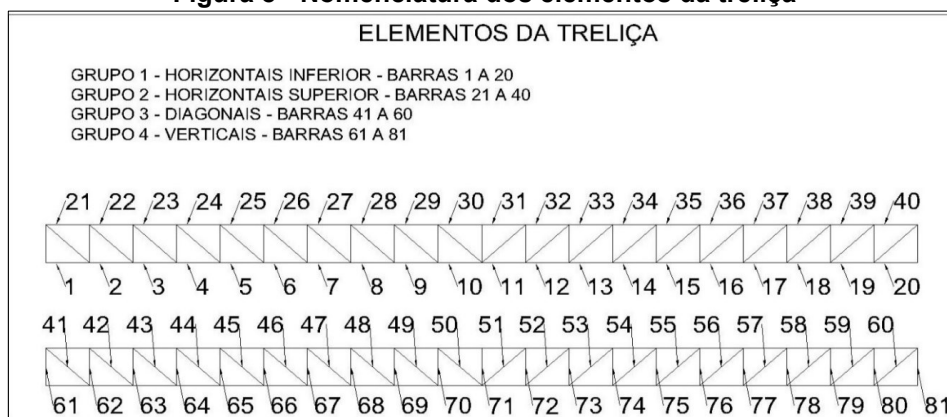 Figura 3 - Nomenclatura dos elementos da treliça
ELEMENTOS DA TRELIÇA
GRUPO 1 - HORIZONTAIS INFERIOR - BARRAS 1 A 20
GRUPO 2 - HORIZONTAIS SUPERIOR - BARRAS 21 A 40
GRUPO 3 - DIAGONAIS - BARRAS 41 A 60
GRUPO 4 - VERTICAIS - BARRAS 61 A 81
21 22 23 24 25 26 27 28 29 30 31 32 33 34 35 36 37 38 39 40
1 2 3 4 5 6 7 8 9 10 11 12 13 14 15 16 17 18 19 20
41 42 43 44 45 46 47 48 49 50 51 52 53 54 55 56 57 58 59 60
61 62 63 64 65 66 67 68 69 70 71 72 73 74 75 76 77 78 79 80 81